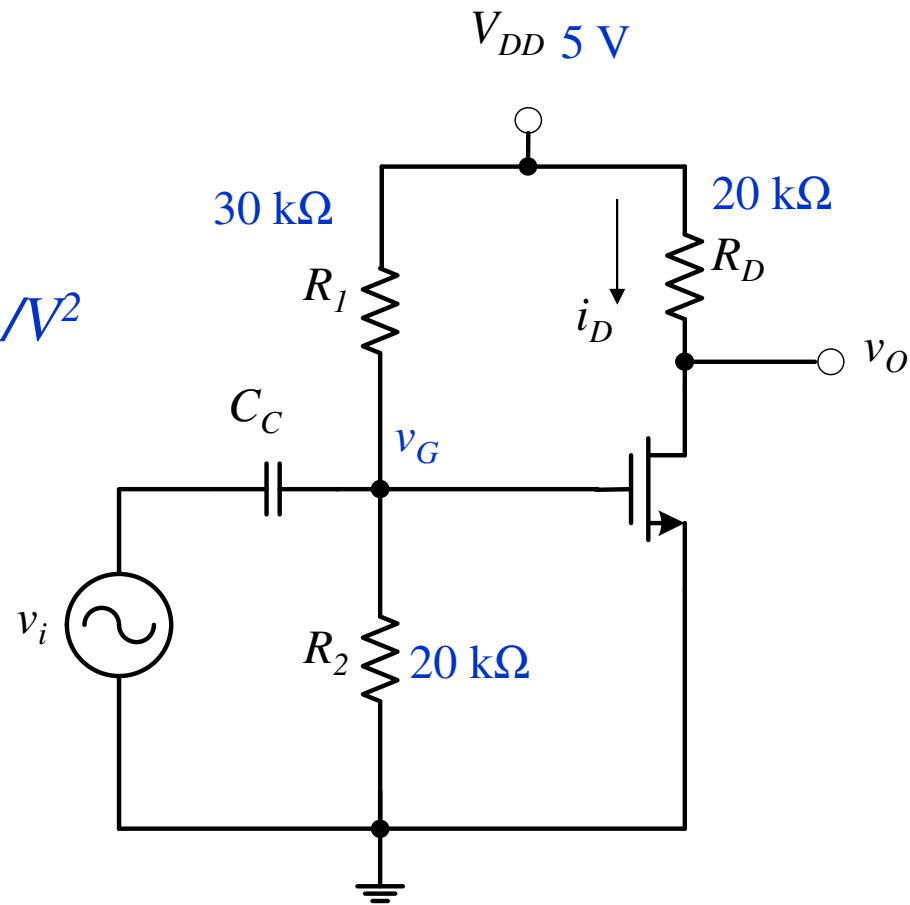 V_DD 5 V
30 kΩ
20 kΩ
R_1
R_D
/V²
i_D
v_O
C_C
v_G
v_i
R_2 20 kΩ